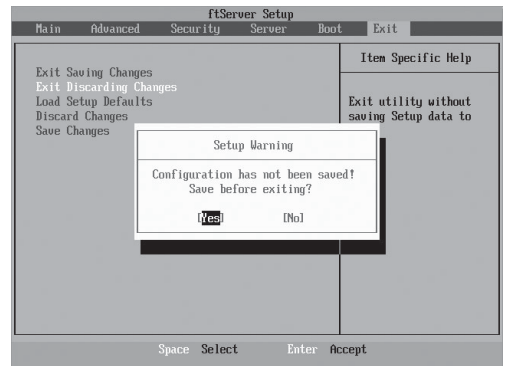 ftServer Setup
Main Advanced Security Server Boot Exit
Item Specific Help
Exit Saving Changes
Exit Discarding Changes
Load Setup Defaults
Discard Changes
Save Changes
Exit utility without
saving Setup data to
Setup Warning
Configuration has not been saved!
Save before exiting?
[Yes] [No]
Space Select Enter Accept